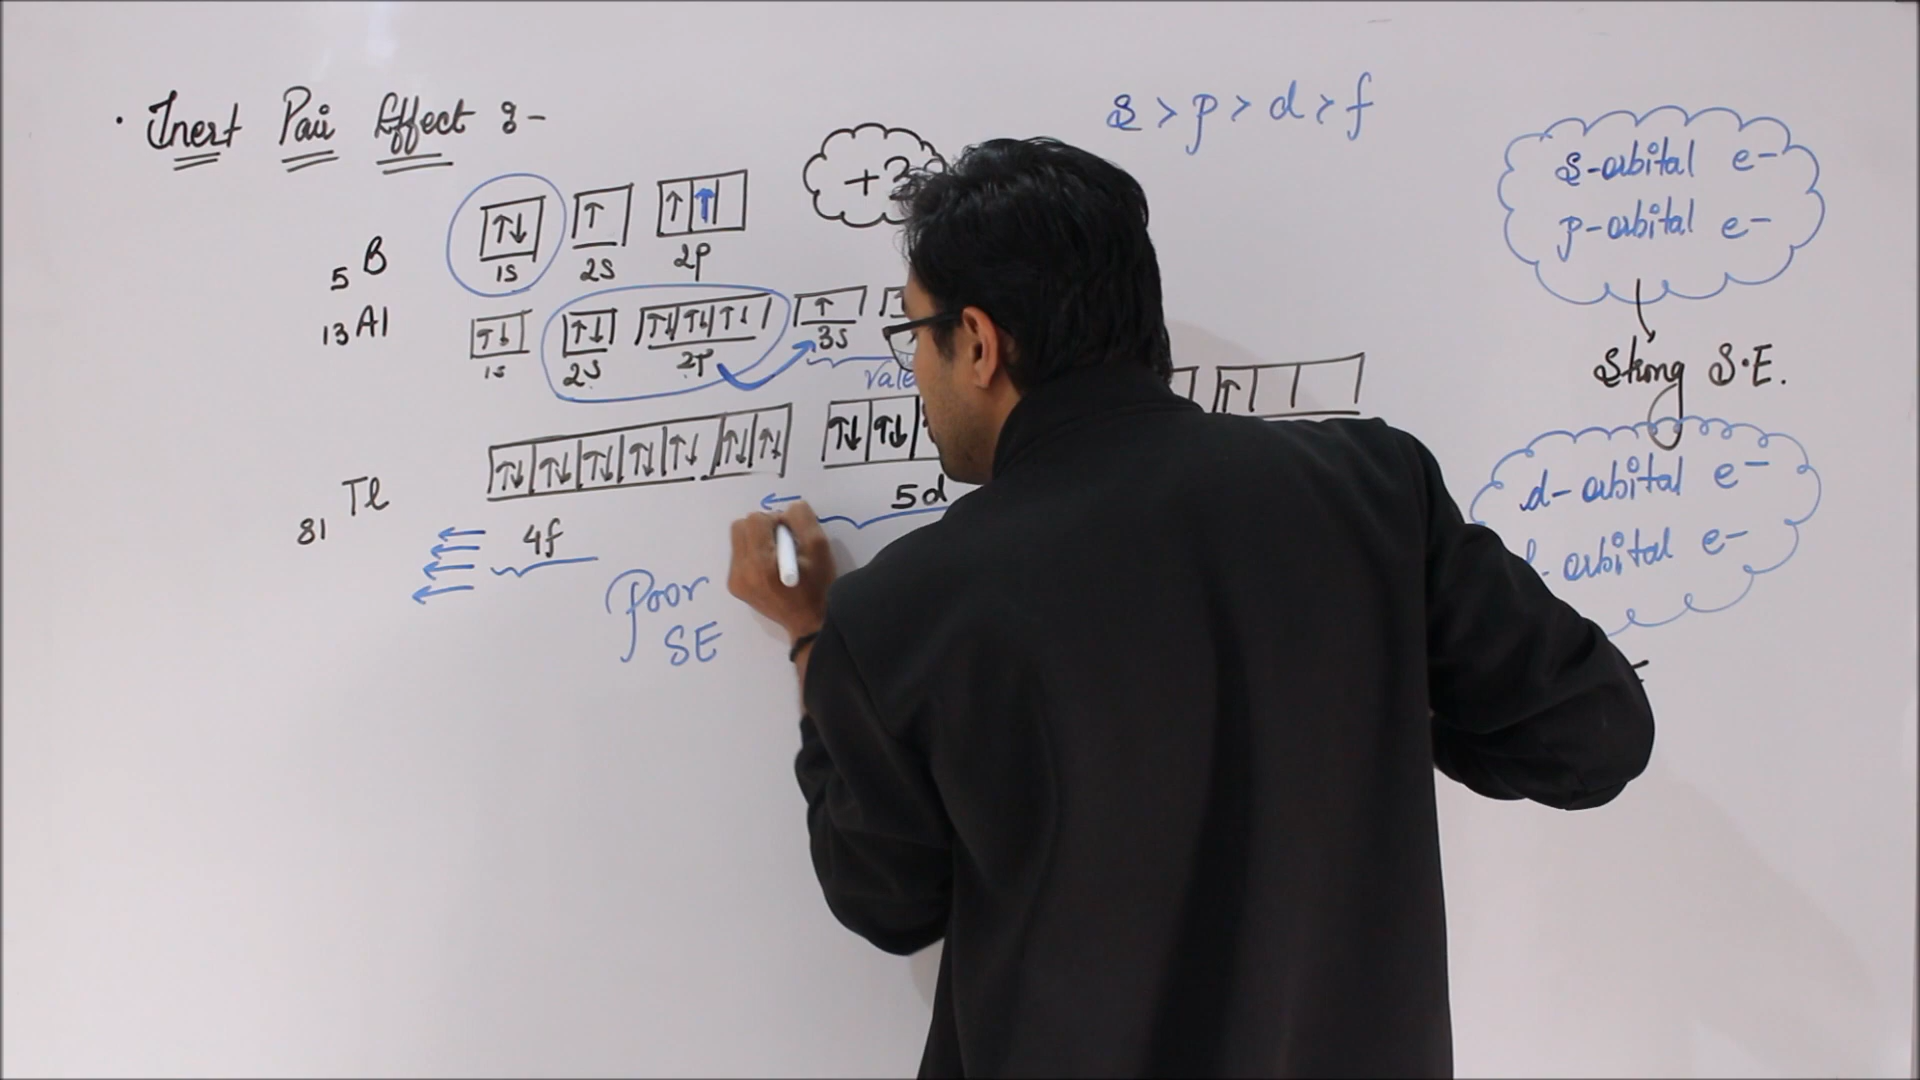 · Inert Pair Effect :-
s > p > d > f
+3
5 B ↑↓ ↑ ↑ ↑
1s 2s 2p
13 Al ↑↓ ↑↓ ↑↓ ↑↓ ↑↓ ↑
1s 2s 2p 3s
Vale
81 Tl ↑↓ ↑↓ ↑↓ ↑↓ ↑↓ ↑↓ ↑↓ ↑↓ ↑↓ ↑
4f 5d
Poor
SE
s-orbital e-
p-orbital e-
Strong S.E.
d-orbital e-
orbital e-